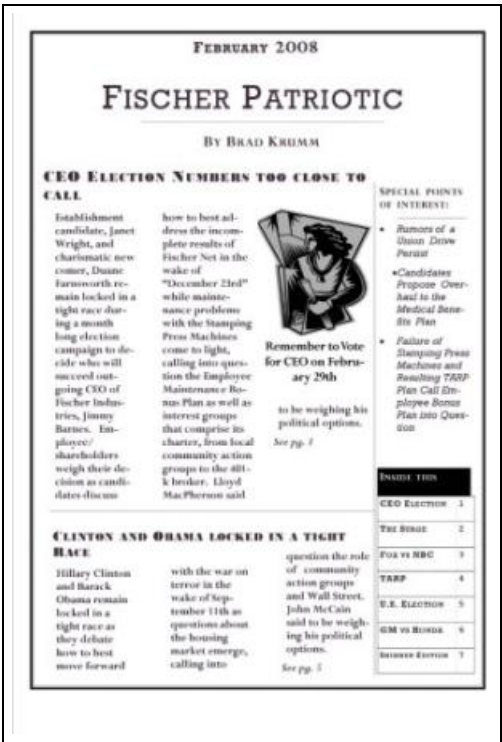 FEBRUARY 2008
FISCHER PATRIOTIC
BY BRAD KRUMM
CEO ELECTION NUMBERS TOO CLOSE TO
CALL
Establishment
candidate, Janet
Wright, and
charismatic new
comer, Duane
Farnsworth re-
main locked in a
tight race dur-
ing a month
long election
campaign to de-
cide who will
succeed out-
going CEO of
Fischer Indus-
tries, Jimmy
Barnes. Em-
ployee/
shareholders
weigh their de-
cision as candi-
dates discuss
how to best ad-
dress the incom-
plete results of
Fischer Net in the
wake of
"December 23rd"
while mainte-
nance problems
with the Stamping
Press Machines
come to light,
calling into ques-
tion the Employee
Maintenance Bo-
nus Plan as well as
interest groups
that comprise its
charter, from local
community action
groups to the 401-
k broker. Lloyd
MacPherson said
Remember to Vote
for CEO on Febru-
ary 29th
to be weighing his
political options.
See pg. 1
SPECIAL POINTS
OF INTEREST:
• Rumors of a
Union Drive
Persist
•Candidates
Propose Over-
haul to the
Medical Bene-
fits Plan
• Failure of
Stamping Press
Machines and
Resulting TARP
Plan Call Em-
ployee Bonus
Plan into Ques-
tion
INSIDE THIS
CEO ELECTION 1
THE SURGE 2
FOX VS NBC 3
TARP 4
U.S. ELECTION 5
GM VS HONDA 6
SKINNER EDITION 7
CLINTON AND OBAMA LOCKED IN A TIGHT
RACE
Hillary Clinton
and Barack
Obama remain
locked in a
tight race as
they debate
how to best
move forward
with the war on
terror in the
wake of Sep-
tember 11th as
questions about
the housing
market emerge,
calling into
question the role
of community
action groups
and Wall Street.
John McCain
said to be weigh-
ing his political
options.
See pg. 5